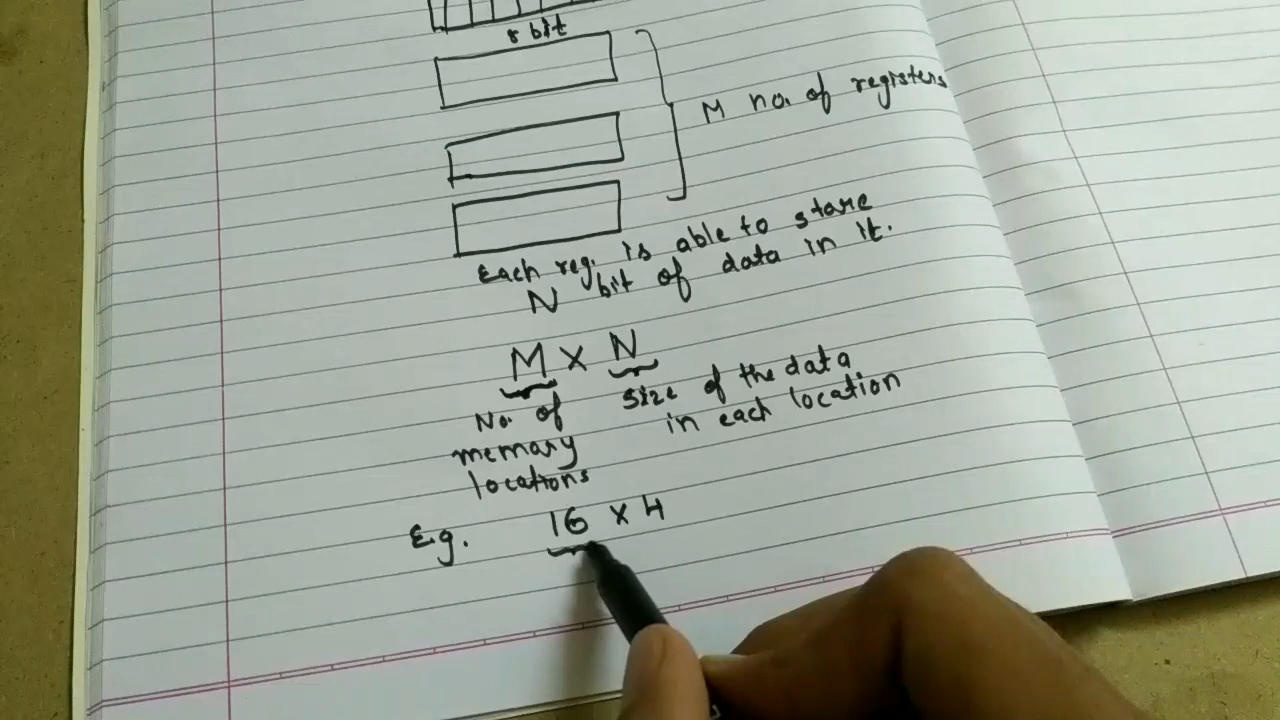 8 bit
M no. of registers
Each reg. is able to store
N bit of data in it.
M × N
No. of
memory
locations
size of the data
in each location
E.g. 16 × 4